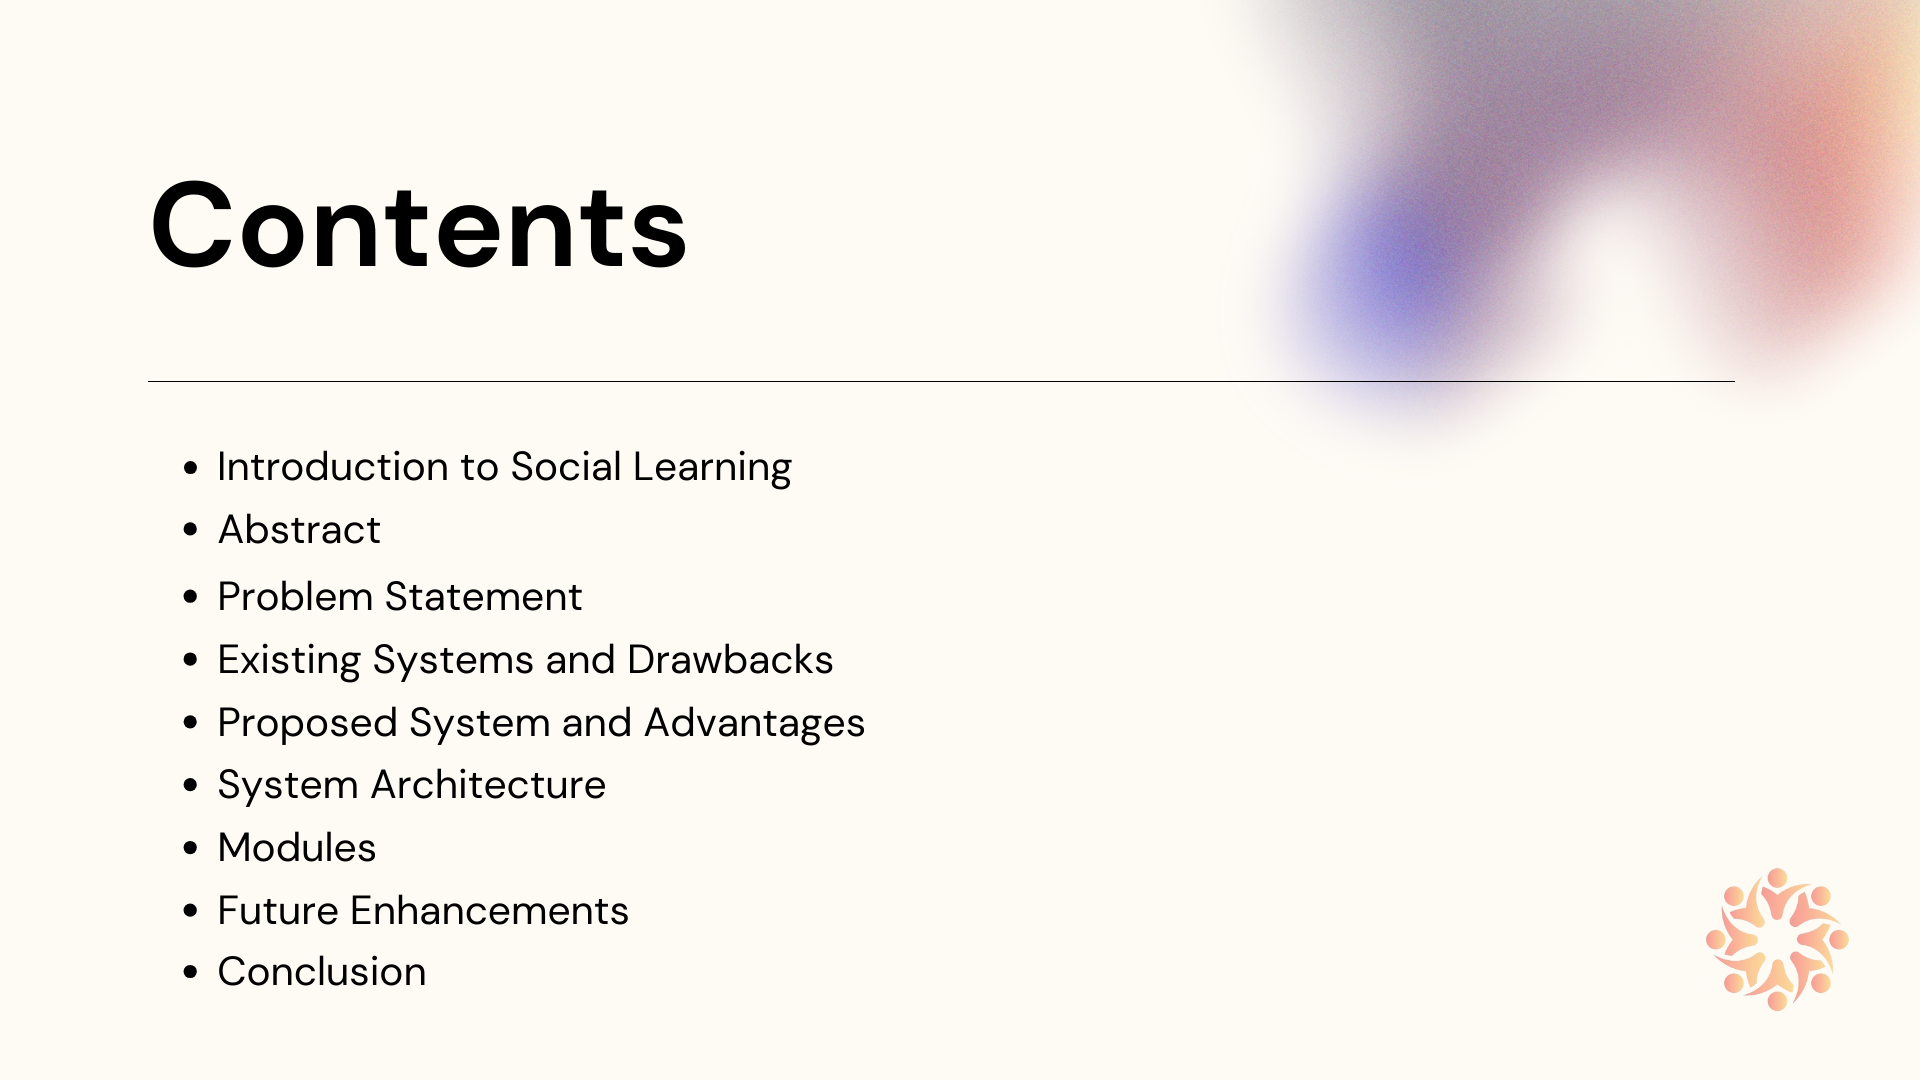 Contents
• Introduction to Social Learning
• Abstract
• Problem Statement
• Existing Systems and Drawbacks
• Proposed System and Advantages
• System Architecture
• Modules
• Future Enhancements
• Conclusion